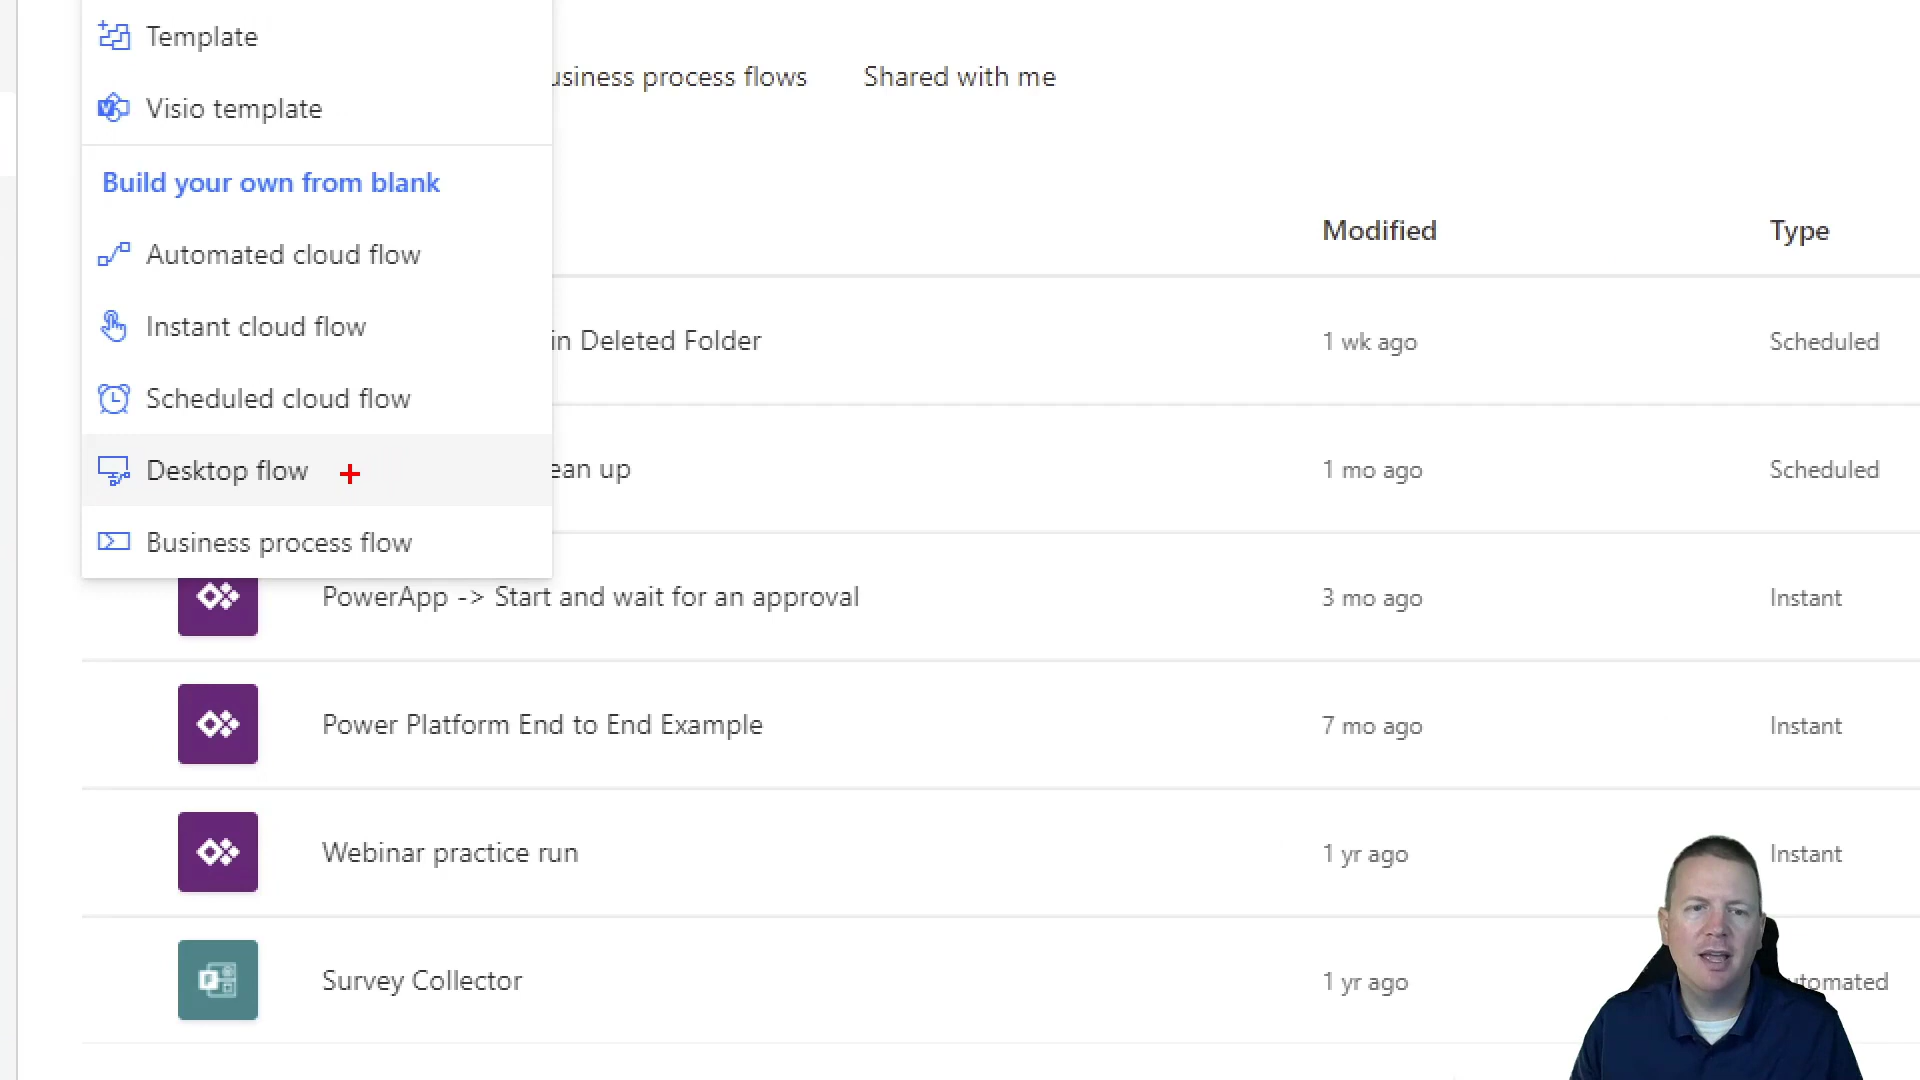 Template
Visio template
usiness process flows
Shared with me
Build your own from blank
Modified
Type
Automated cloud flow
Instant cloud flow
in Deleted Folder
1 wk ago
Scheduled
Scheduled cloud flow
Desktop flow
ean up
1 mo ago
Scheduled
Business process flow
PowerApp -> Start and wait for an approval
3 mo ago
Instant
Power Platform End to End Example
7 mo ago
Instant
Webinar practice run
1 yr ago
Instant
Survey Collector
1 yr ago
utomated